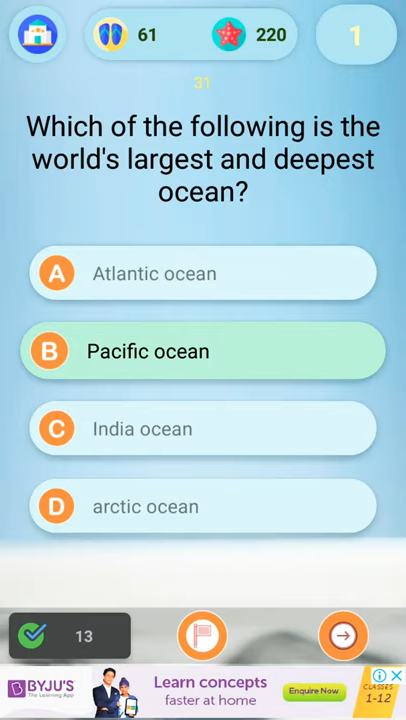 61
220
1
31
Which of the following is the
world's largest and deepest
ocean?
A Atlantic ocean
B Pacific ocean
C India ocean
D arctic ocean
13
BYJU'S
The Learning App
Learn concepts
faster at home
Enquire Now
CLASSES
1-12